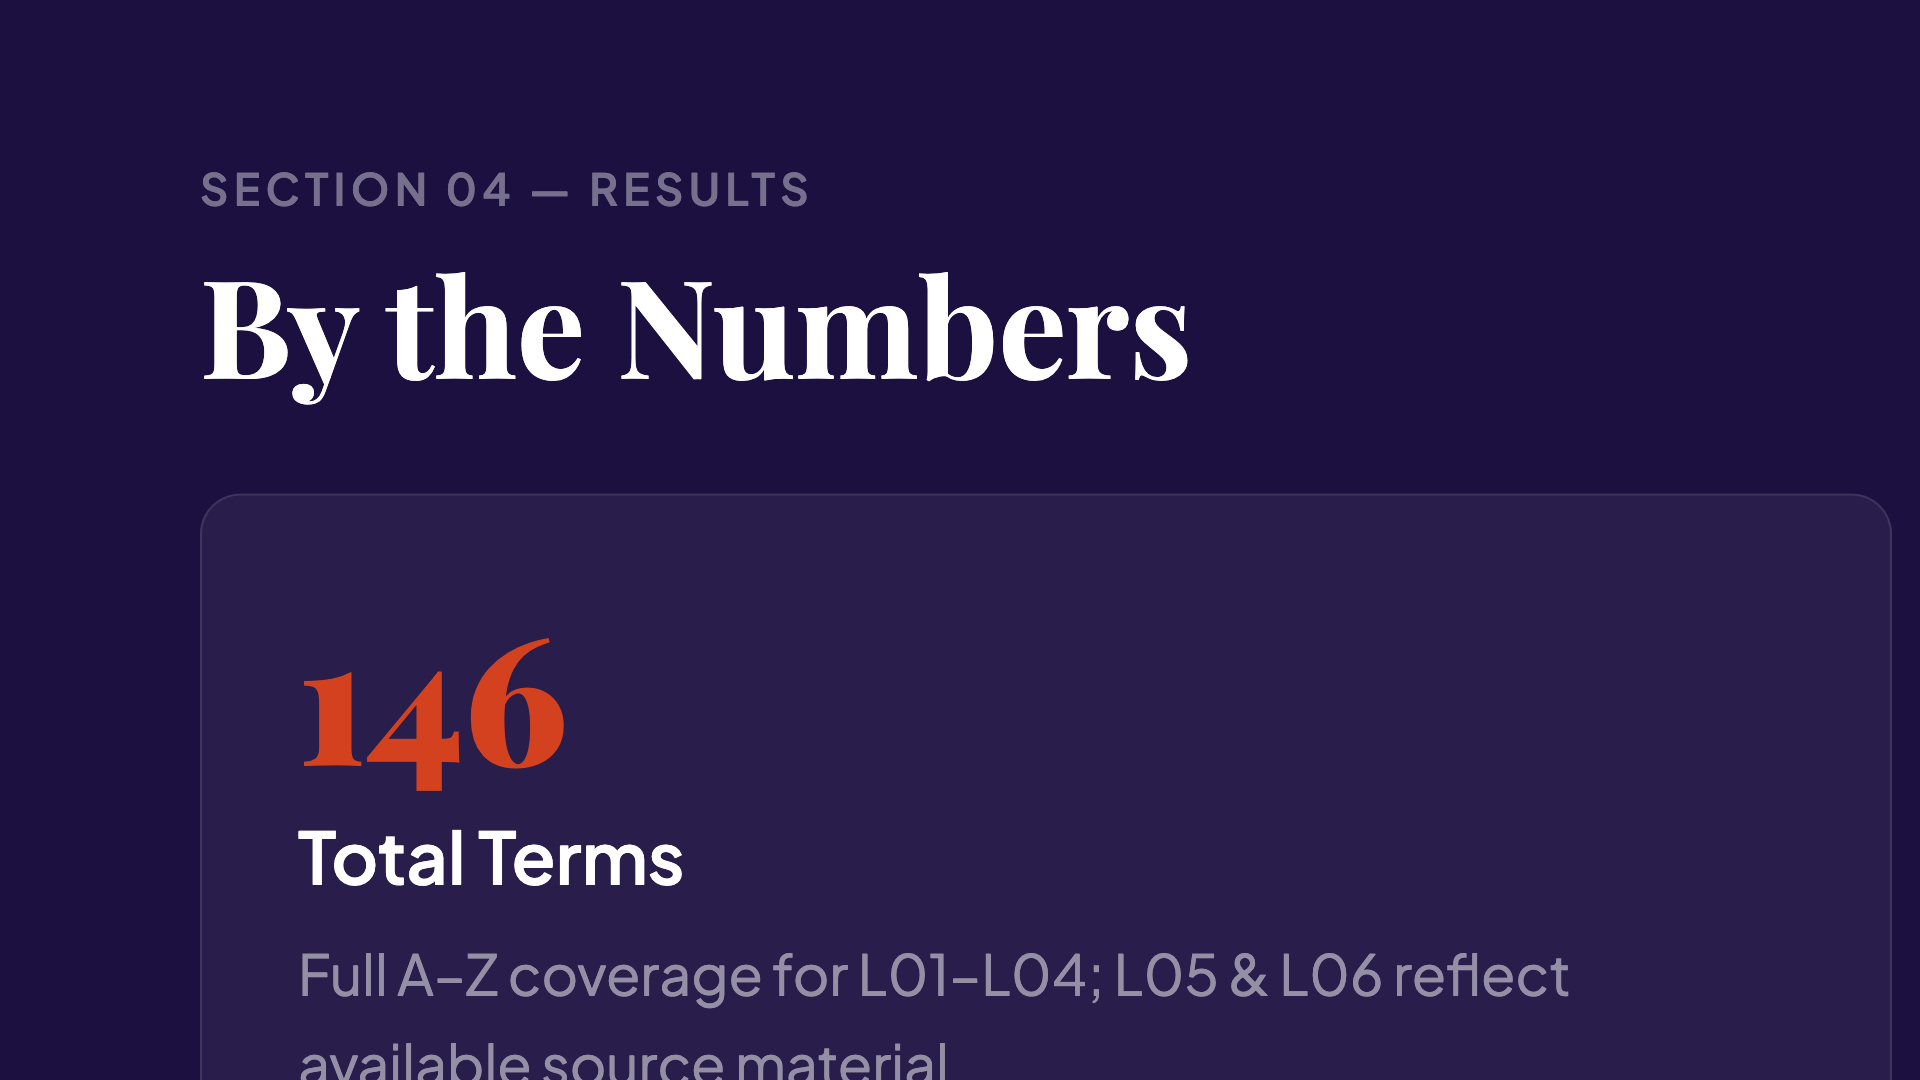 SECTION 04 — RESULTS
By the Numbers
146
Total Terms
Full A–Z coverage for L01–L04; L05 & L06 reflect
available source material